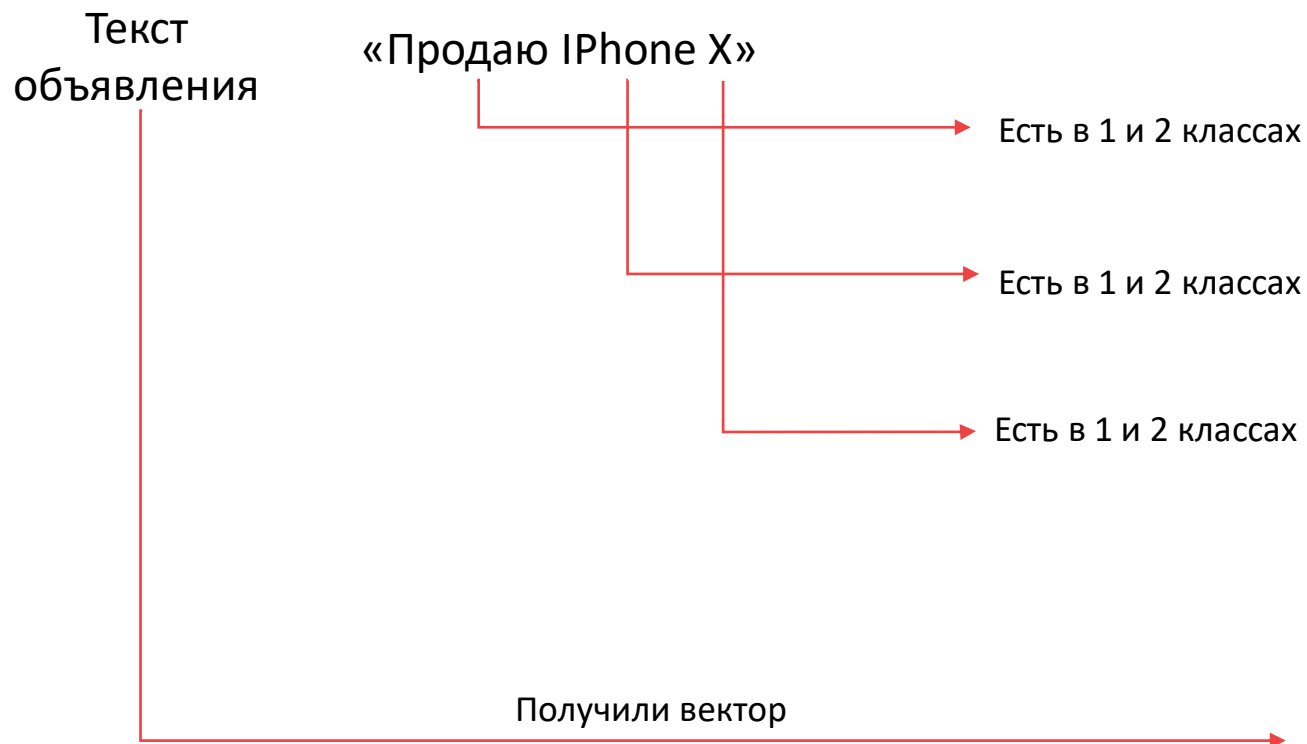 Текст
объявления
«Продаю IPhone X»
Есть в 1 и 2 классах
Есть в 1 и 2 классах
Есть в 1 и 2 классах
Получили вектор